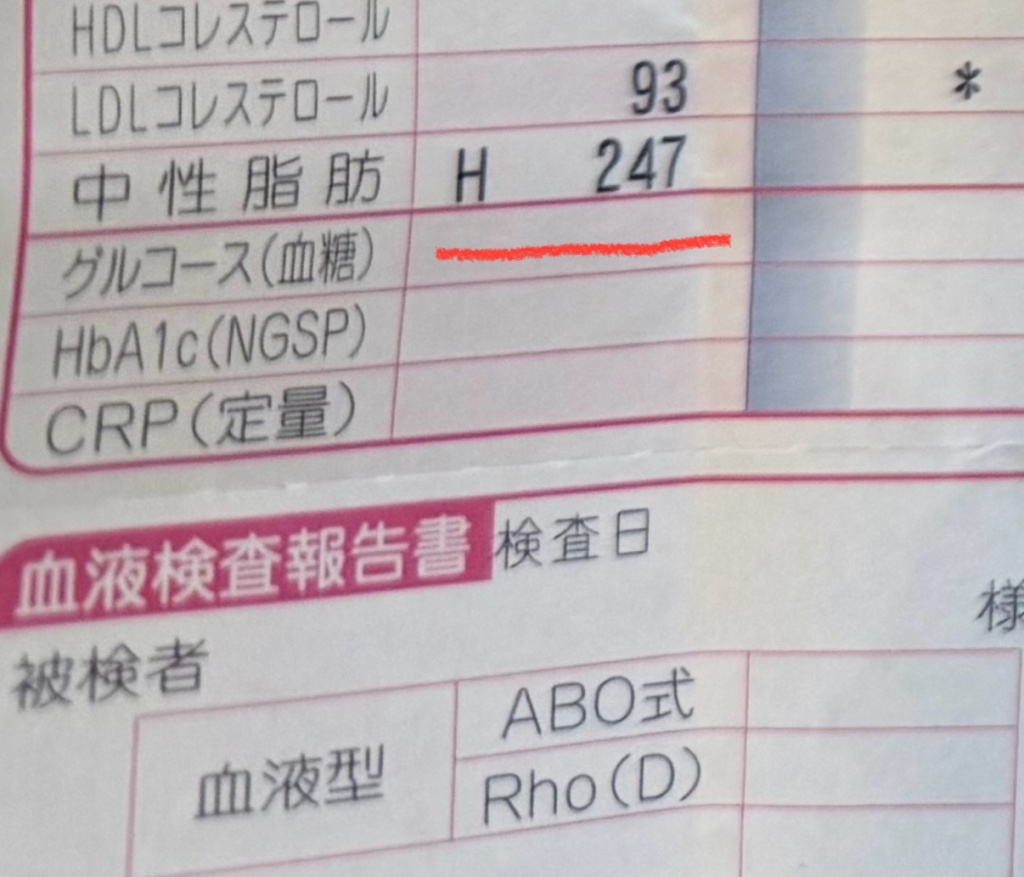 HDLコレステロール
LDLコレステロール 93 *
中性脂肪 H 247
グルコース(血糖)
HbA1c(NGSP)
CRP(定量)
血液検査報告書 検査日
様
被検者
血液型 ABO式
Rho(D)